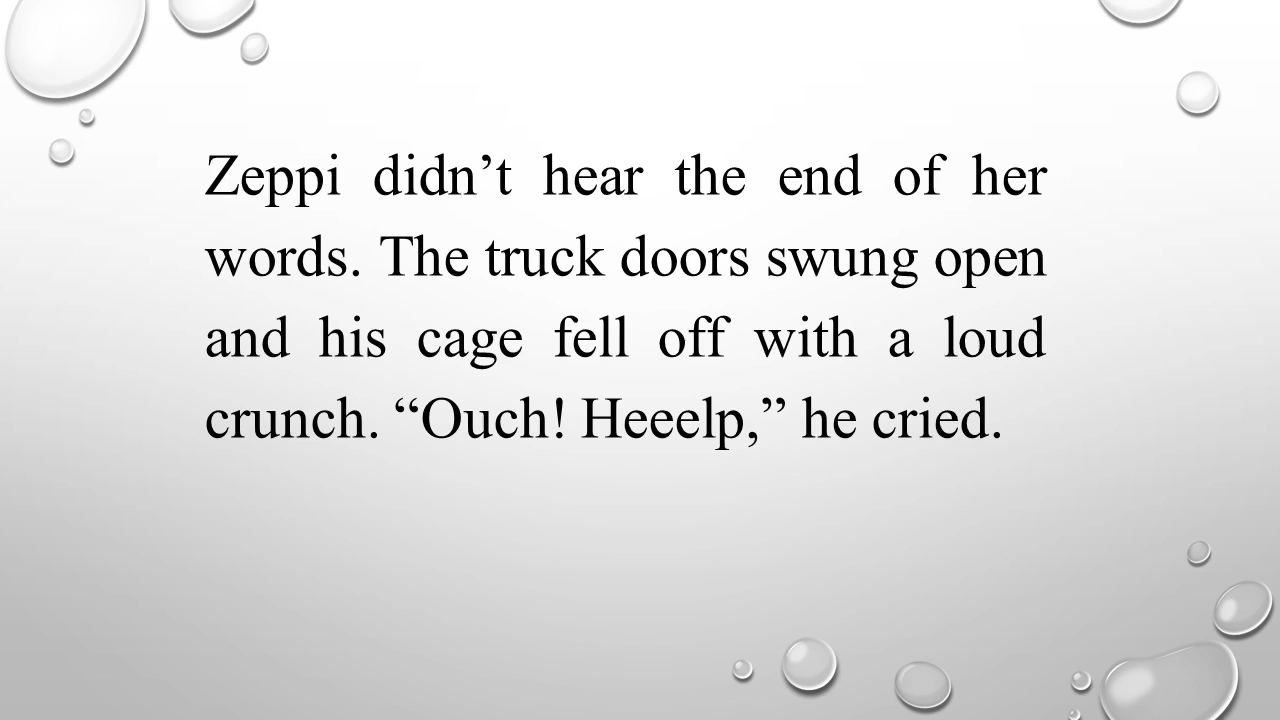 Zeppi didn’t hear the end of her
words. The truck doors swung open
and his cage fell off with a loud
crunch. “Ouch! Heeelp,” he cried.